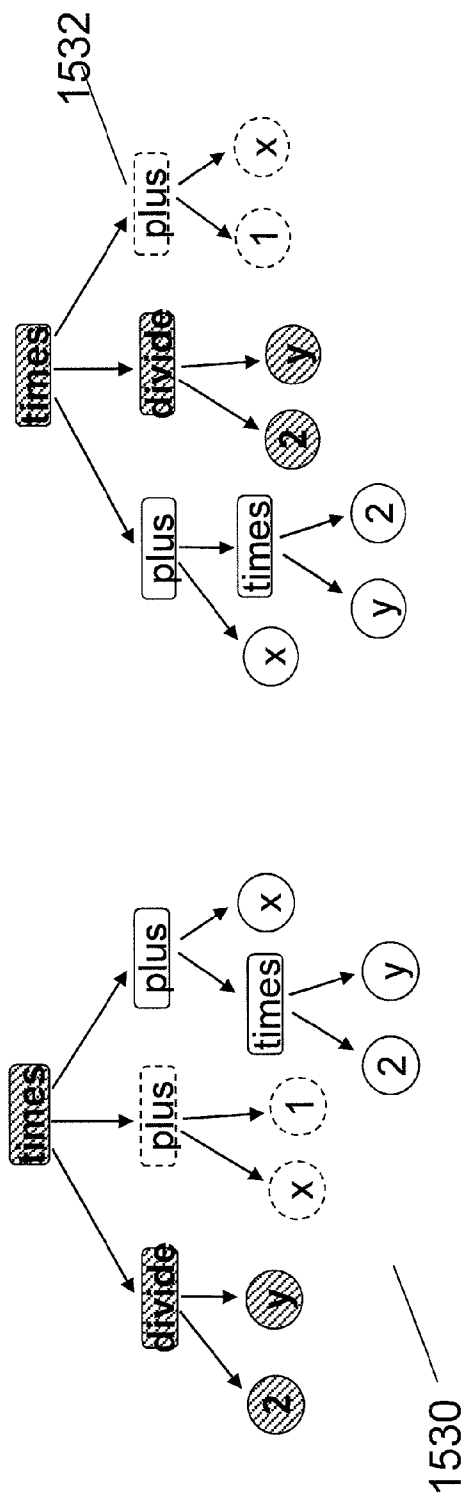 times times
1532
divide plus plus plus divide plus
2 y x 1 times x x times 2 y 1 x
2 y y 2
1530